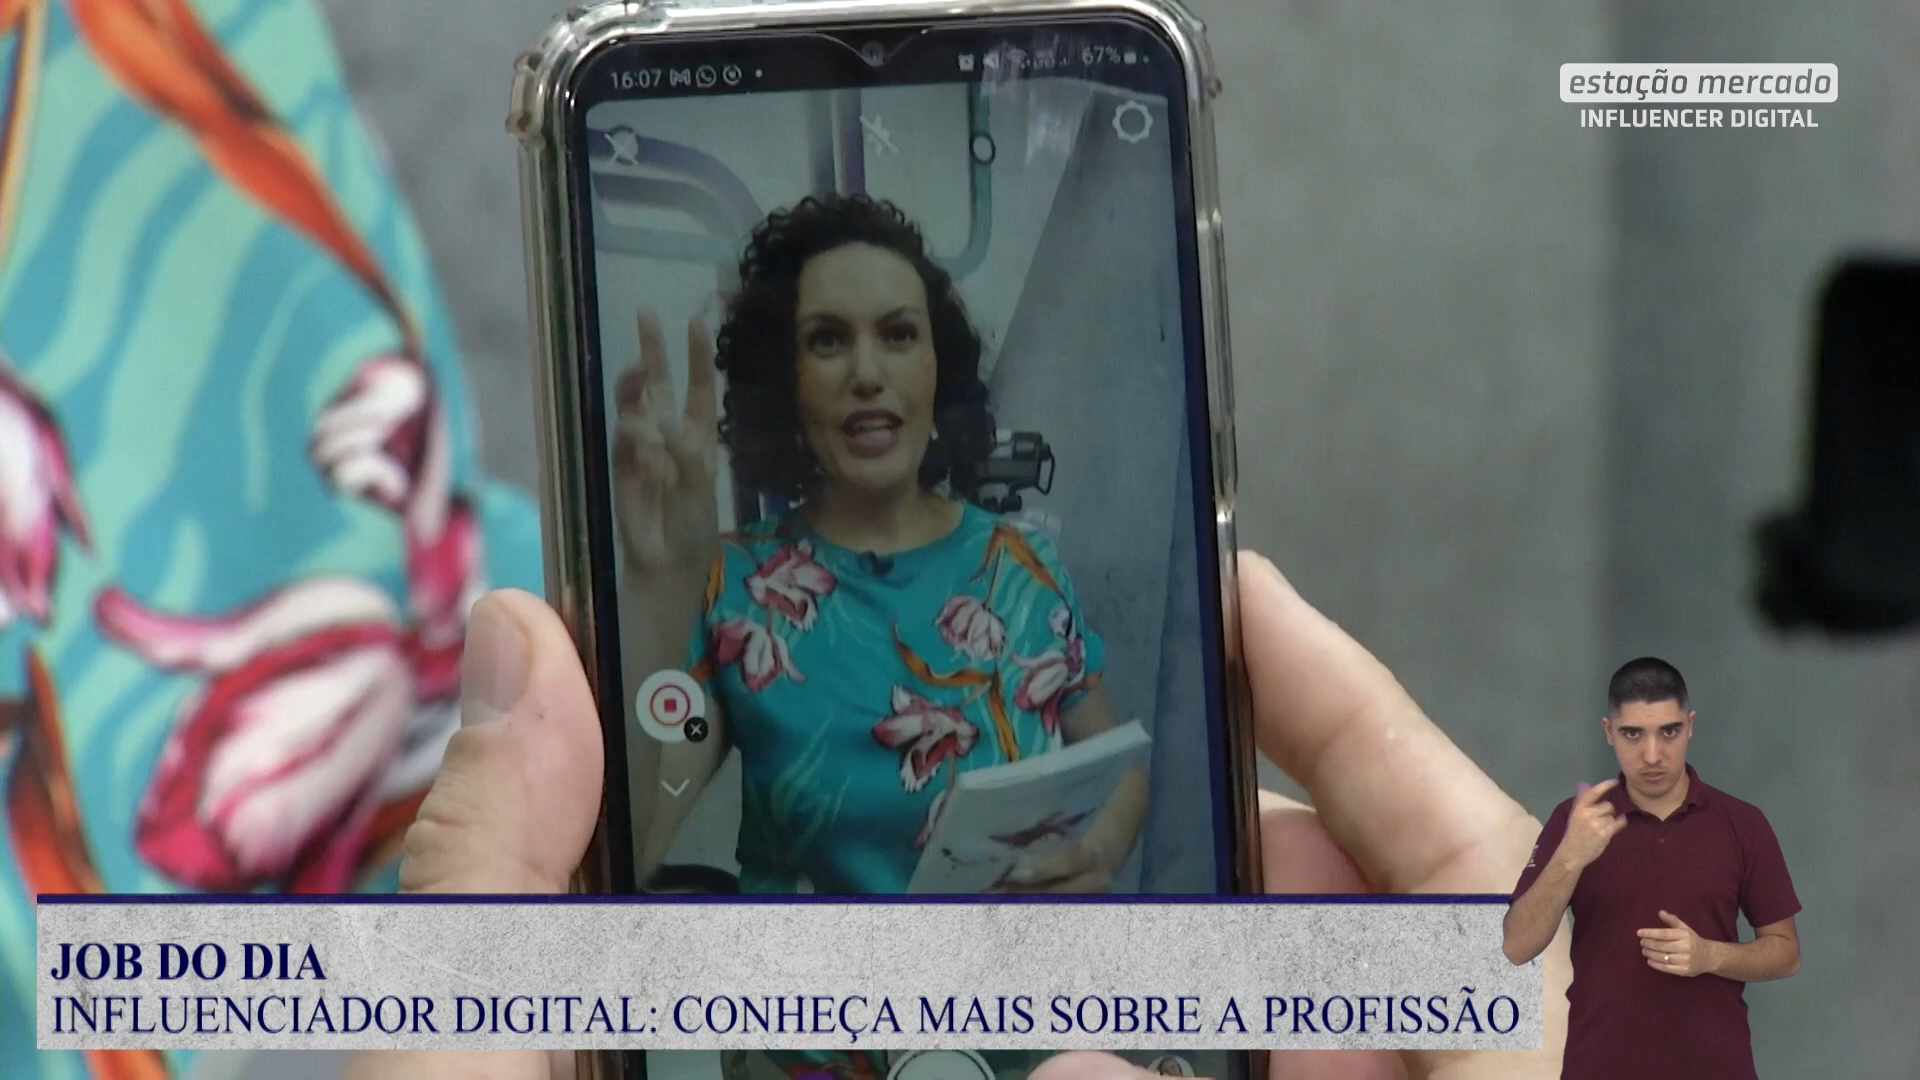 16:07
67%
estação mercado
INFLUENCER DIGITAL
JOB DO DIA
INFLUENCIADOR DIGITAL: CONHEÇA MAIS SOBRE A PROFISSÃO